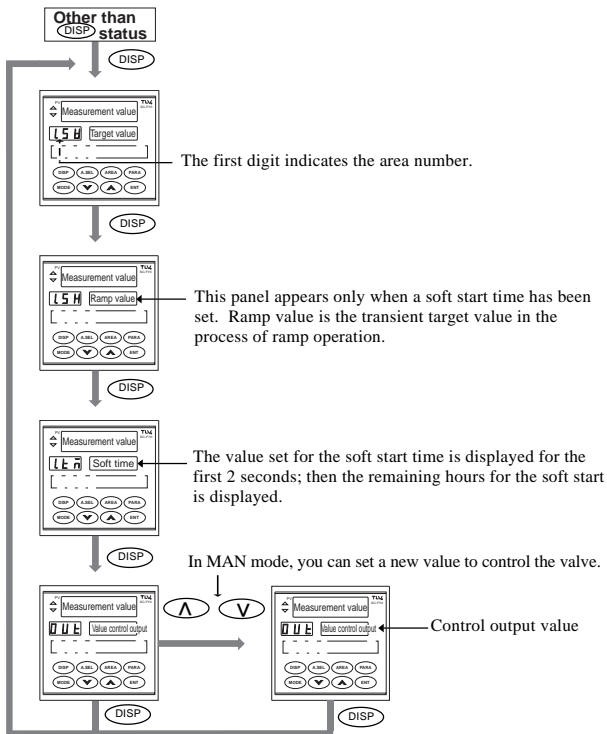 Other than
DISP status
DISP
PV
Measurement value
Target value
The first digit indicates the area number.
DISP A.SEL AREA PARA
MODE ENT
DISP
PV
Measurement value
Ramp value
This panel appears only when a soft start time has been
set. Ramp value is the transient target value in the
process of ramp operation.
DISP A.SEL AREA PARA
MODE ENT
DISP
PV
Measurement value
Soft time
The value set for the soft start time is displayed for the
first 2 seconds; then the remaining hours for the soft start
is displayed.
DISP A.SEL AREA PARA
MODE ENT
DISP
In MAN mode, you can set a new value to control the valve.
PV
Measurement value
OUt
Value control output
DISP A.SEL AREA PARA
MODE ENT
PV
Measurement value
OUt
Value control output
Control output value
DISP A.SEL AREA PARA
MODE ENT
DISP
DISP